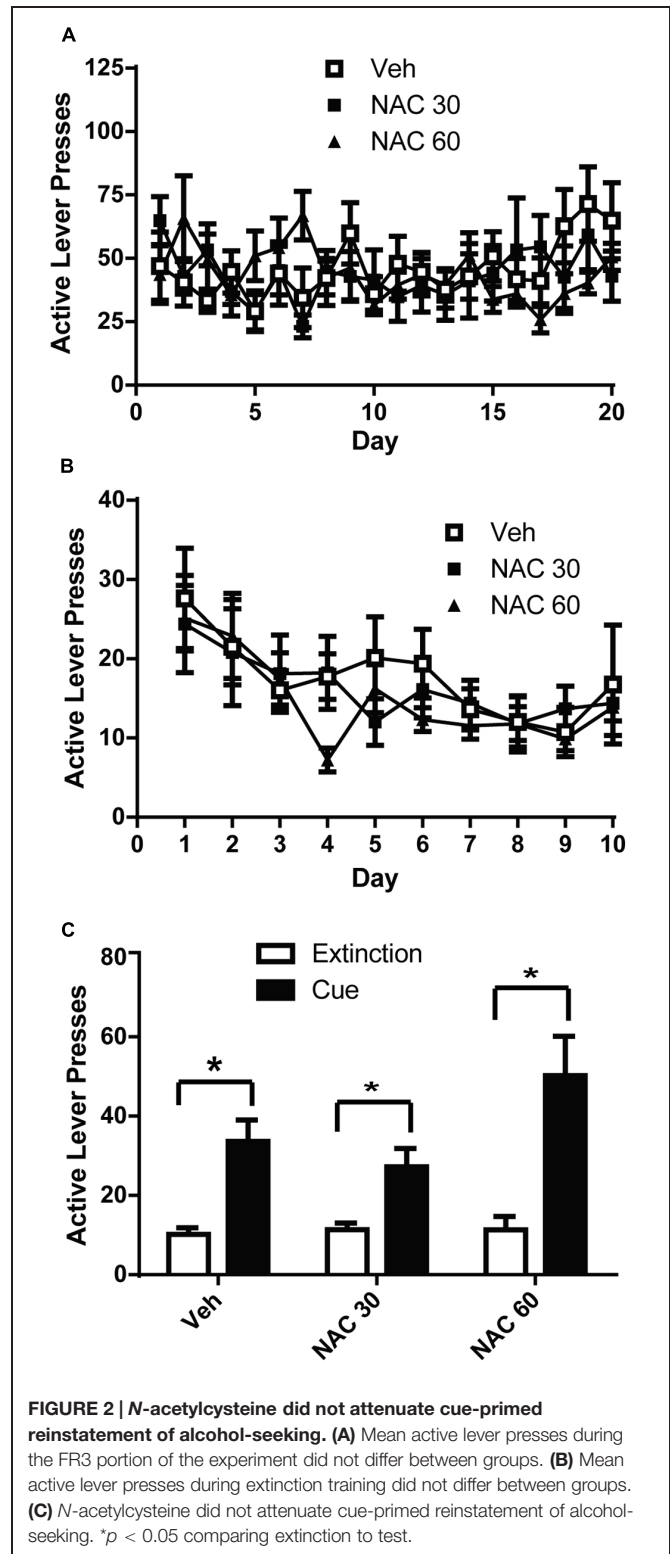 A
Active Lever Presses
125
100
75
50
25
0
Veh
NAC 30
NAC 60
0 5 10 15 20
Day
B
Active Lever Presses
40
30
20
10
0
Veh
NAC 30
NAC 60
0 1 2 3 4 5 6 7 8 9 10
Day
C
Active Lever Presses
80
60
40
20
0
Extinction
Cue
* * *
Veh NAC 30 NAC 60
FIGURE 2 | N-acetylcysteine did not attenuate cue-primed
reinstatement of alcohol-seeking. (A) Mean active lever presses during
the FR3 portion of the experiment did not differ between groups. (B) Mean
active lever presses during extinction training did not differ between groups.
(C) N-acetylcysteine did not attenuate cue-primed reinstatement of alcohol-
seeking. *p < 0.05 comparing extinction to test.